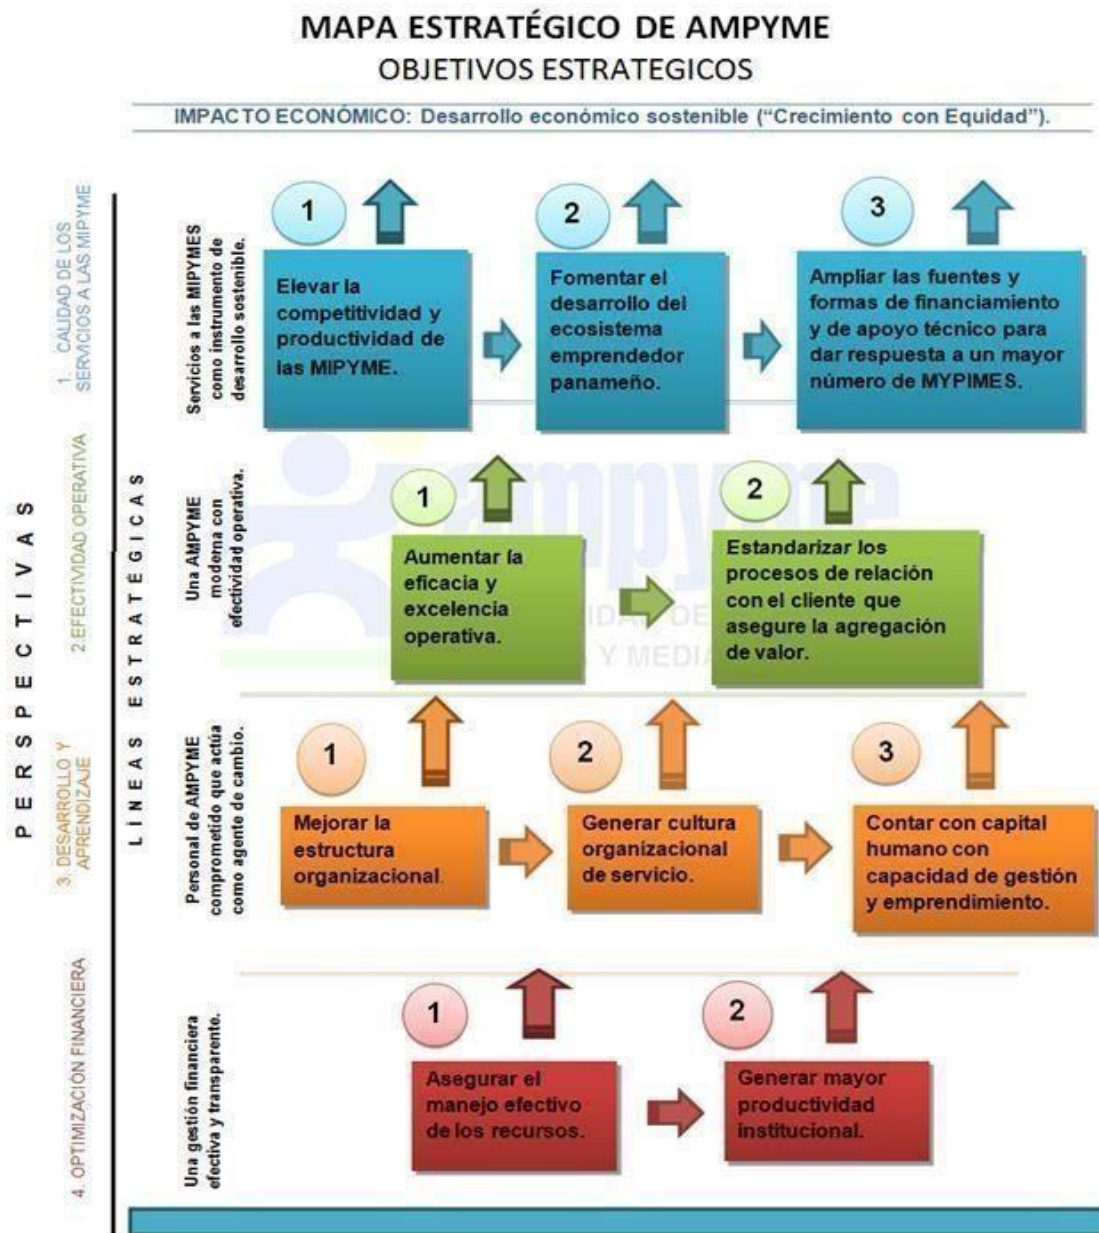 MAPA ESTRATÉGICO DE AMPYME
OBJETIVOS ESTRATEGICOS
IMPACTO ECONÓMICO: Desarrollo económico sostenible (“Crecimiento con Equidad”).
PERSPECTIVAS
LÍNEAS ESTRATÉGICAS
1. CALIDAD DE LOS
SERVICIOS A LAS MIPYME
Servicios a las MIPYMES
como instrumento de
desarrollo sostenible.
1
Elevar la
competitividad y
productividad de
las MIPYME.
2
Fomentar el
desarrollo del
ecosistema
emprendedor
panameño.
3
Ampliar las fuentes y
formas de financiamiento
y de apoyo técnico para
dar respuesta a un mayor
número de MYPIMES.
2.EFECTIVIDAD OPERATIVA
Una AMPYME
moderna con
efectividad operativa.
ampyme
DE
Y MEDIA
1
Aumentar la
eficacia y
excelencia
operativa.
2
Estandarizar los
procesos de relación
con el cliente que
asegure la agregación
de valor.
3. DESARROLLO Y
APRENDIZAJE
Personal de AMPYME
comprometido que actúa
como agente de cambio.
1
Mejorar la
estructura
organizacional.
2
Generar cultura
organizacional
de servicio.
3
Contar con capital
humano con
capacidad de gestión
y emprendimiento.
4. OPTIMIZACIÓN FINANCIERA
Una gestión financiera
efectiva y transparente.
1
Asegurar el
manejo efectivo
de los recursos.
2
Generar mayor
productividad
institucional.